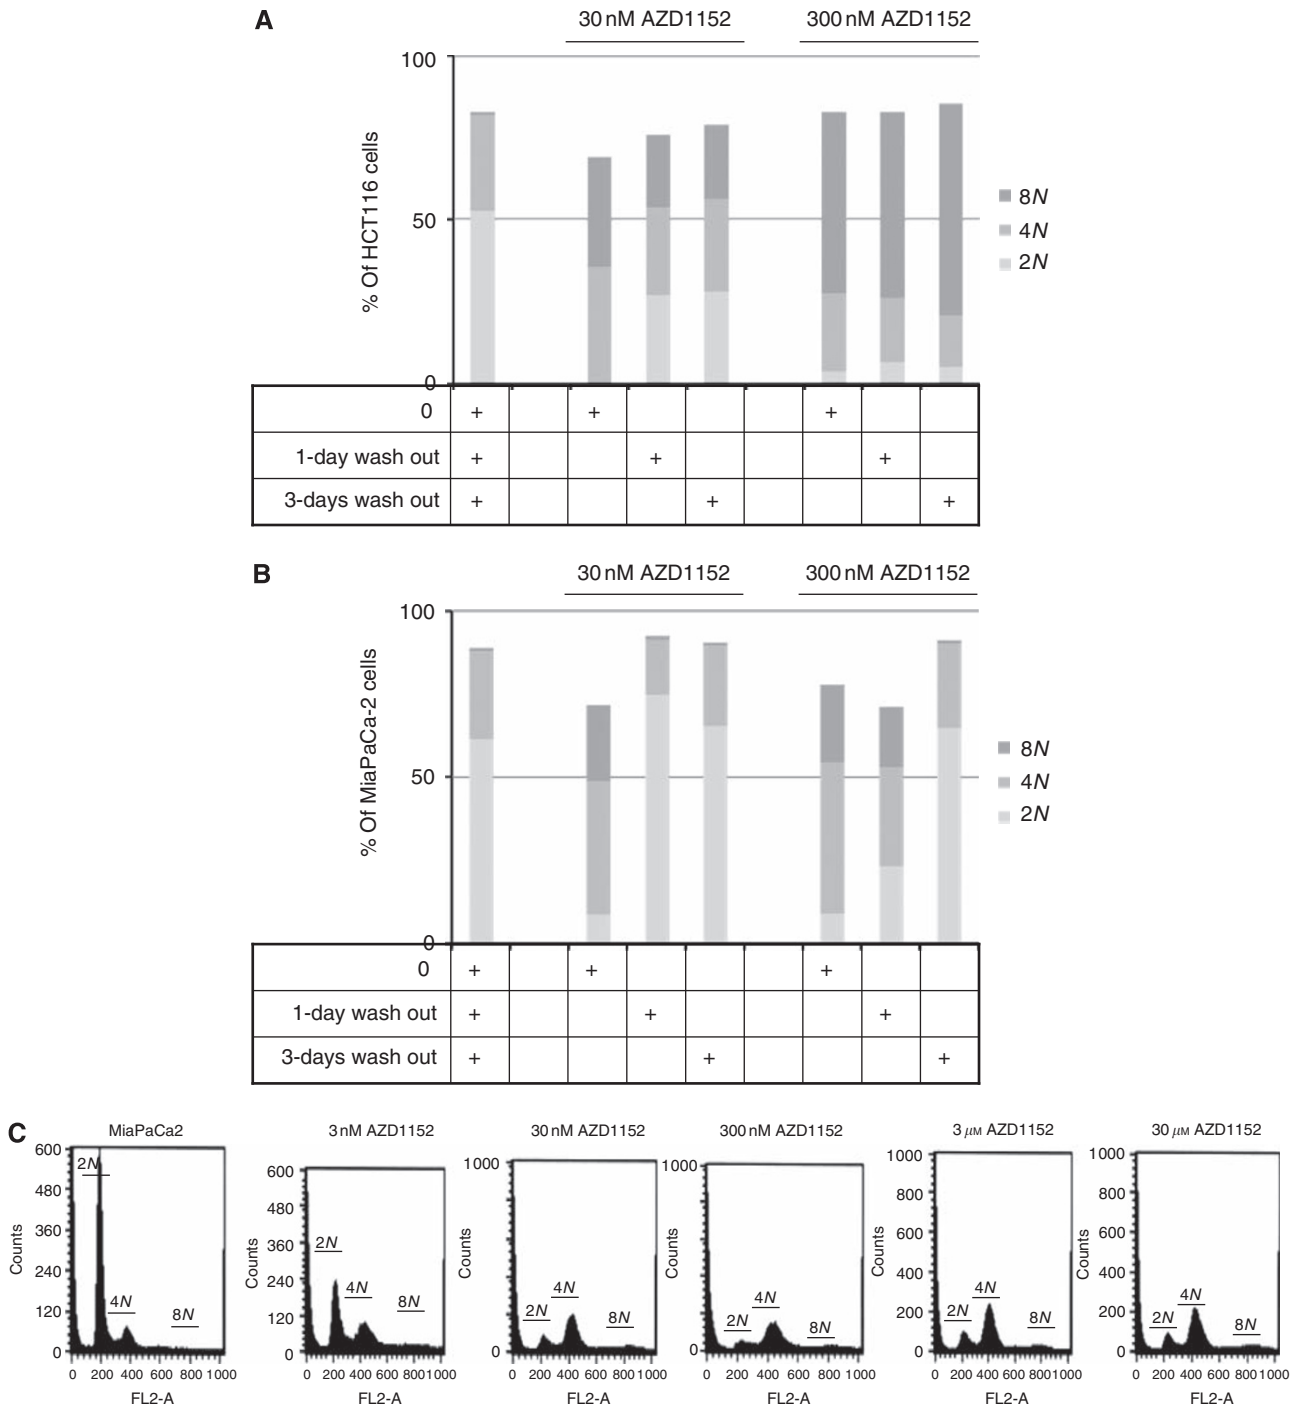 A
30 nM AZD1152 300 nM AZD1152
% Of HCT116 cells
100
50
0
8N
4N
2N
0 + + +
1-day wash out + + +
3-days wash out + + +
B
30 nM AZD1152 300 nM AZD1152
% Of MiaPaCa-2 cells
100
50
0
8N
4N
2N
0 + + +
1-day wash out + + +
3-days wash out + + +
C
MiaPaCa2
Counts
600
480
360
240
120
0
2N
4N
8N
0 200 400 600 800 1000
FL2-A
3 nM AZD1152
Counts
600
480
360
240
120
0
2N
4N
8N
0 200 400 600 800 1000
FL2-A
30 nM AZD1152
Counts
1000
0
2N
4N
8N
0 200 400 600 800 1000
FL2-A
300 nM AZD1152
Counts
1000
0
2N
4N
8N
0 200 400 600 800 1000
FL2-A
3 μM AZD1152
Counts
1000
800
600
400
200
0
2N
4N
8N
0 200 400 600 800 1000
FL2-A
30 μM AZD1152
Counts
1000
800
600
400
200
0
2N
4N
8N
0 200 400 600 800 1000
FL2-A